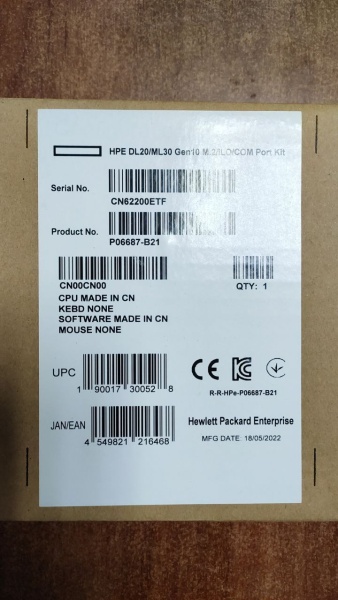 HPE DL20/ML30 Gen10 M.2/ILO/COM Port Kit
Serial No.
CN62200ETF
Product No.
P06687-B21
CN00CN00
QTY: 1
CPU MADE IN CN
KEBD NONE
SOFTWARE MADE IN CN
MOUSE NONE
UPC
1 90017 30052 8
CE
R-R-HPe-P06687-B21
JAN/EAN
4 549821 216468
Hewlett Packard Enterprise
MFG DATE: 18/05/2022